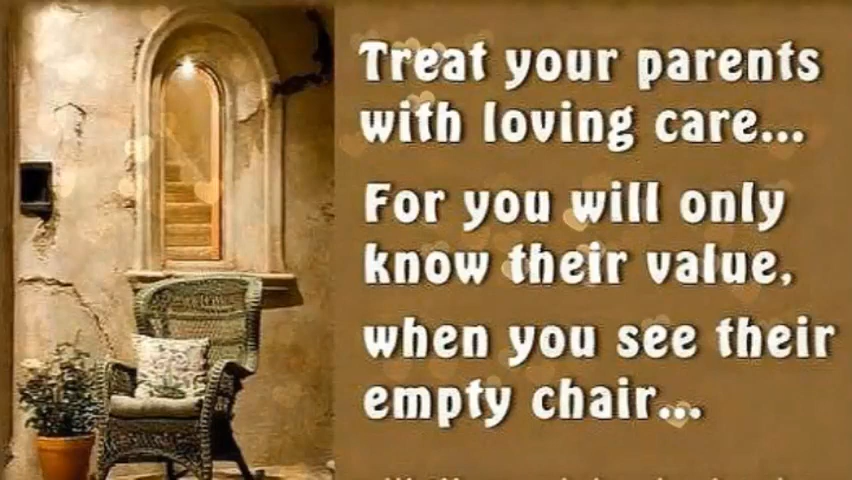 Treat your parents
with loving care...
For you will only
know their value,
when you see their
empty chair...